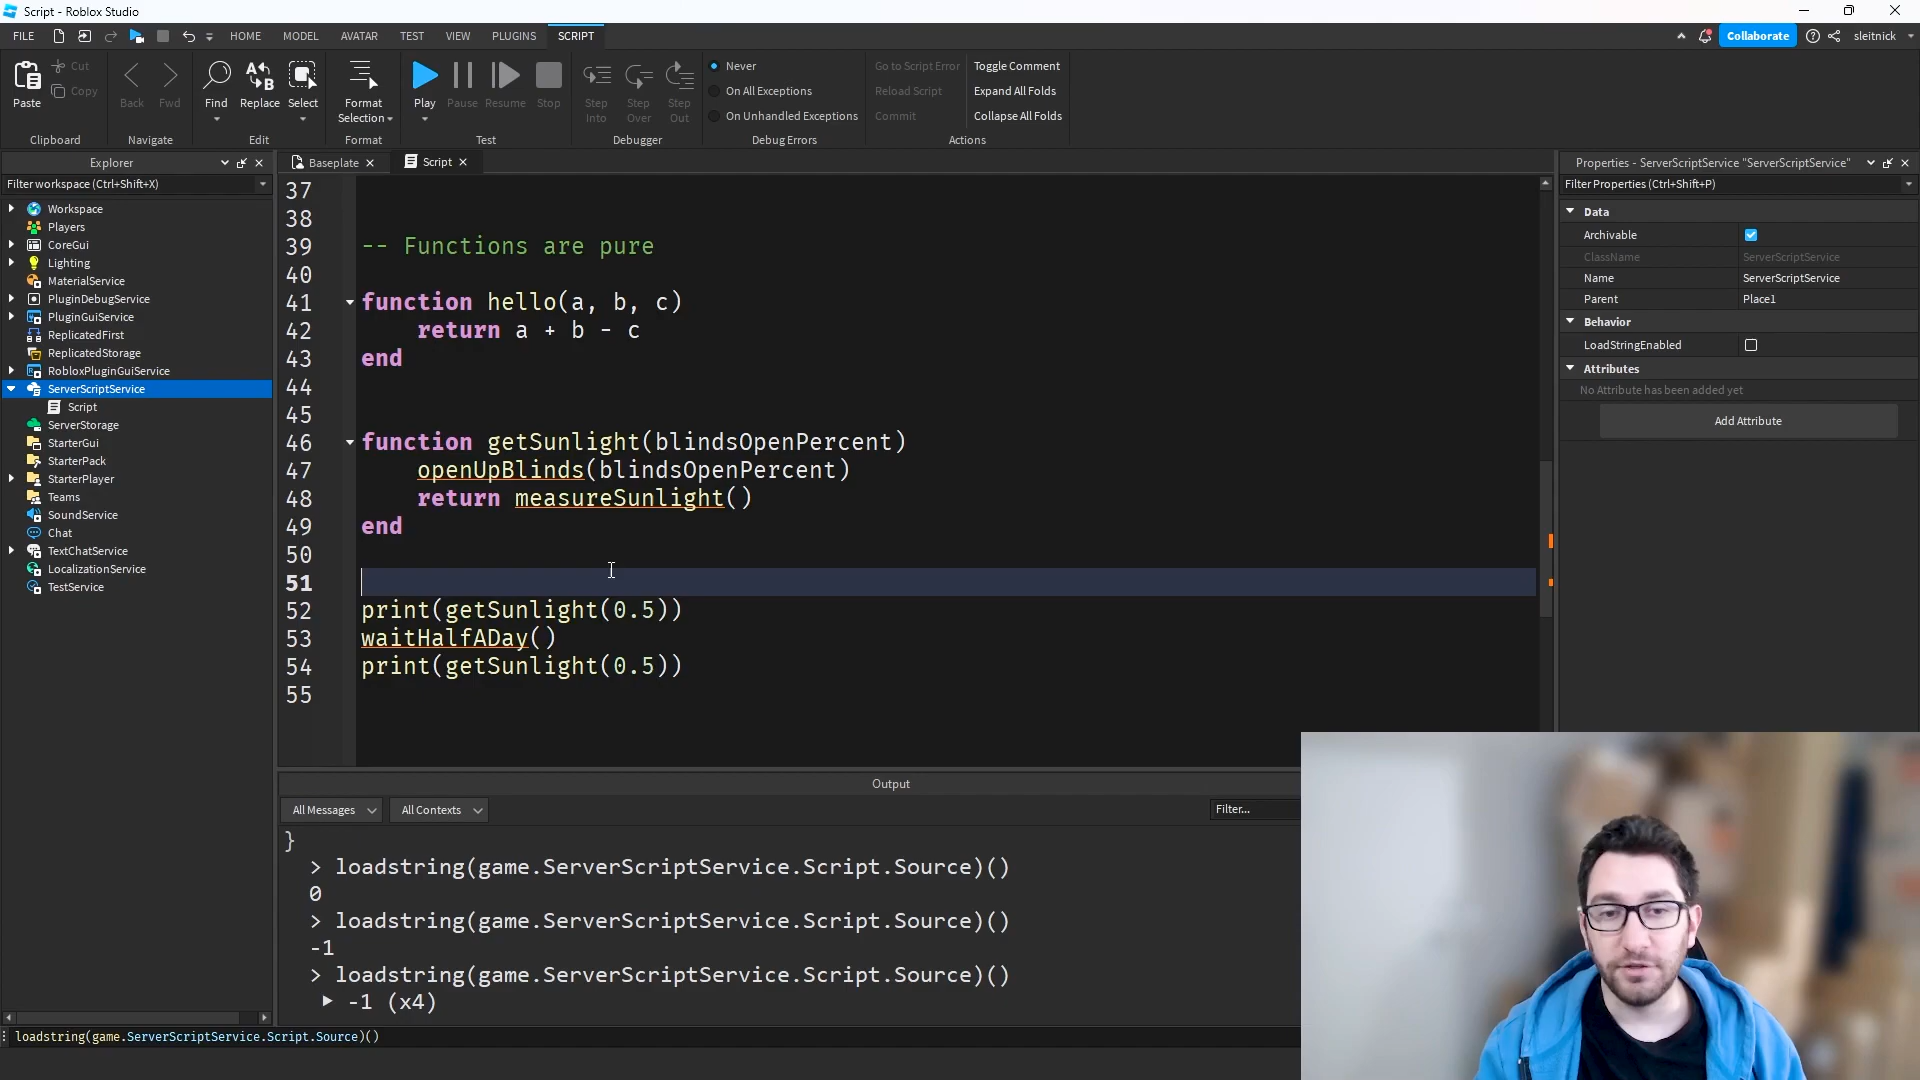 Script - Roblox Studio
FILE
HOME
MODEL
AVATAR
TEST
VIEW
PLUGINS
SCRIPT
Collaborate
sleitnick
Paste
Cut
Copy
Clipboard
Back
Fwd
Navigate
Find
Replace
Select
Edit
Format
Selection
Format
Play
Pause
Resume
Stop
Test
Step
Into
Step
Over
Step
Out
Debugger
Never
On All Exceptions
On Unhandled Exceptions
Debug Errors
Go to Script Error
Reload Script
Commit
Toggle Comment
Expand All Folds
Collapse All Folds
Actions
Explorer
Filter workspace (Ctrl+Shift+X)
Workspace
Players
CoreGui
Lighting
MaterialService
PluginDebugService
PluginGuiService
ReplicatedFirst
ReplicatedStorage
RobloxPluginGuiService
ServerScriptService
Script
ServerStorage
StarterGui
StarterPack
StarterPlayer
Teams
SoundService
Chat
TextChatService
LocalizationService
TestService
Baseplate
Script
37
38
39 -- Functions are pure
40
41 function hello(a, b, c)
42 return a + b - c
43 end
44
45
46 function getSunlight(blindsOpenPercent)
47 openUpBlinds(blindsOpenPercent)
48 return measureSunlight()
49 end
50
51
52 print(getSunlight(0.5))
53 waitHalfADay()
54 print(getSunlight(0.5))
55
Output
All Messages
All Contexts
Filter...
}
> loadstring(game.ServerScriptService.Script.Source)()
0
> loadstring(game.ServerScriptService.Script.Source)()
-1
> loadstring(game.ServerScriptService.Script.Source)()
-1 (x4)
loadstring(game.ServerScriptService.Script.Source)()
Properties - ServerScriptService "ServerScriptService"
Filter Properties (Ctrl+Shift+P)
Data
Archivable
ClassName ServerScriptService
Name ServerScriptService
Parent Place1
Behavior
LoadStringEnabled
Attributes
No Attribute has been added yet
Add Attribute